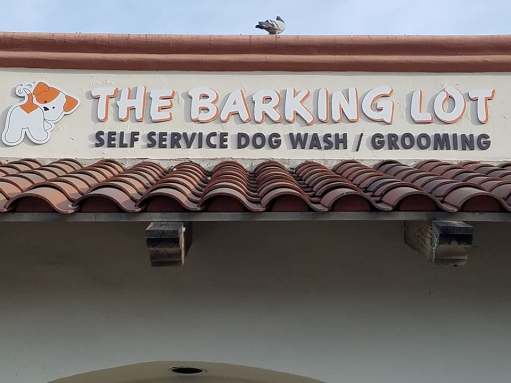 THE BARKING LOT
SELF SERVICE DOG WASH / GROOMING